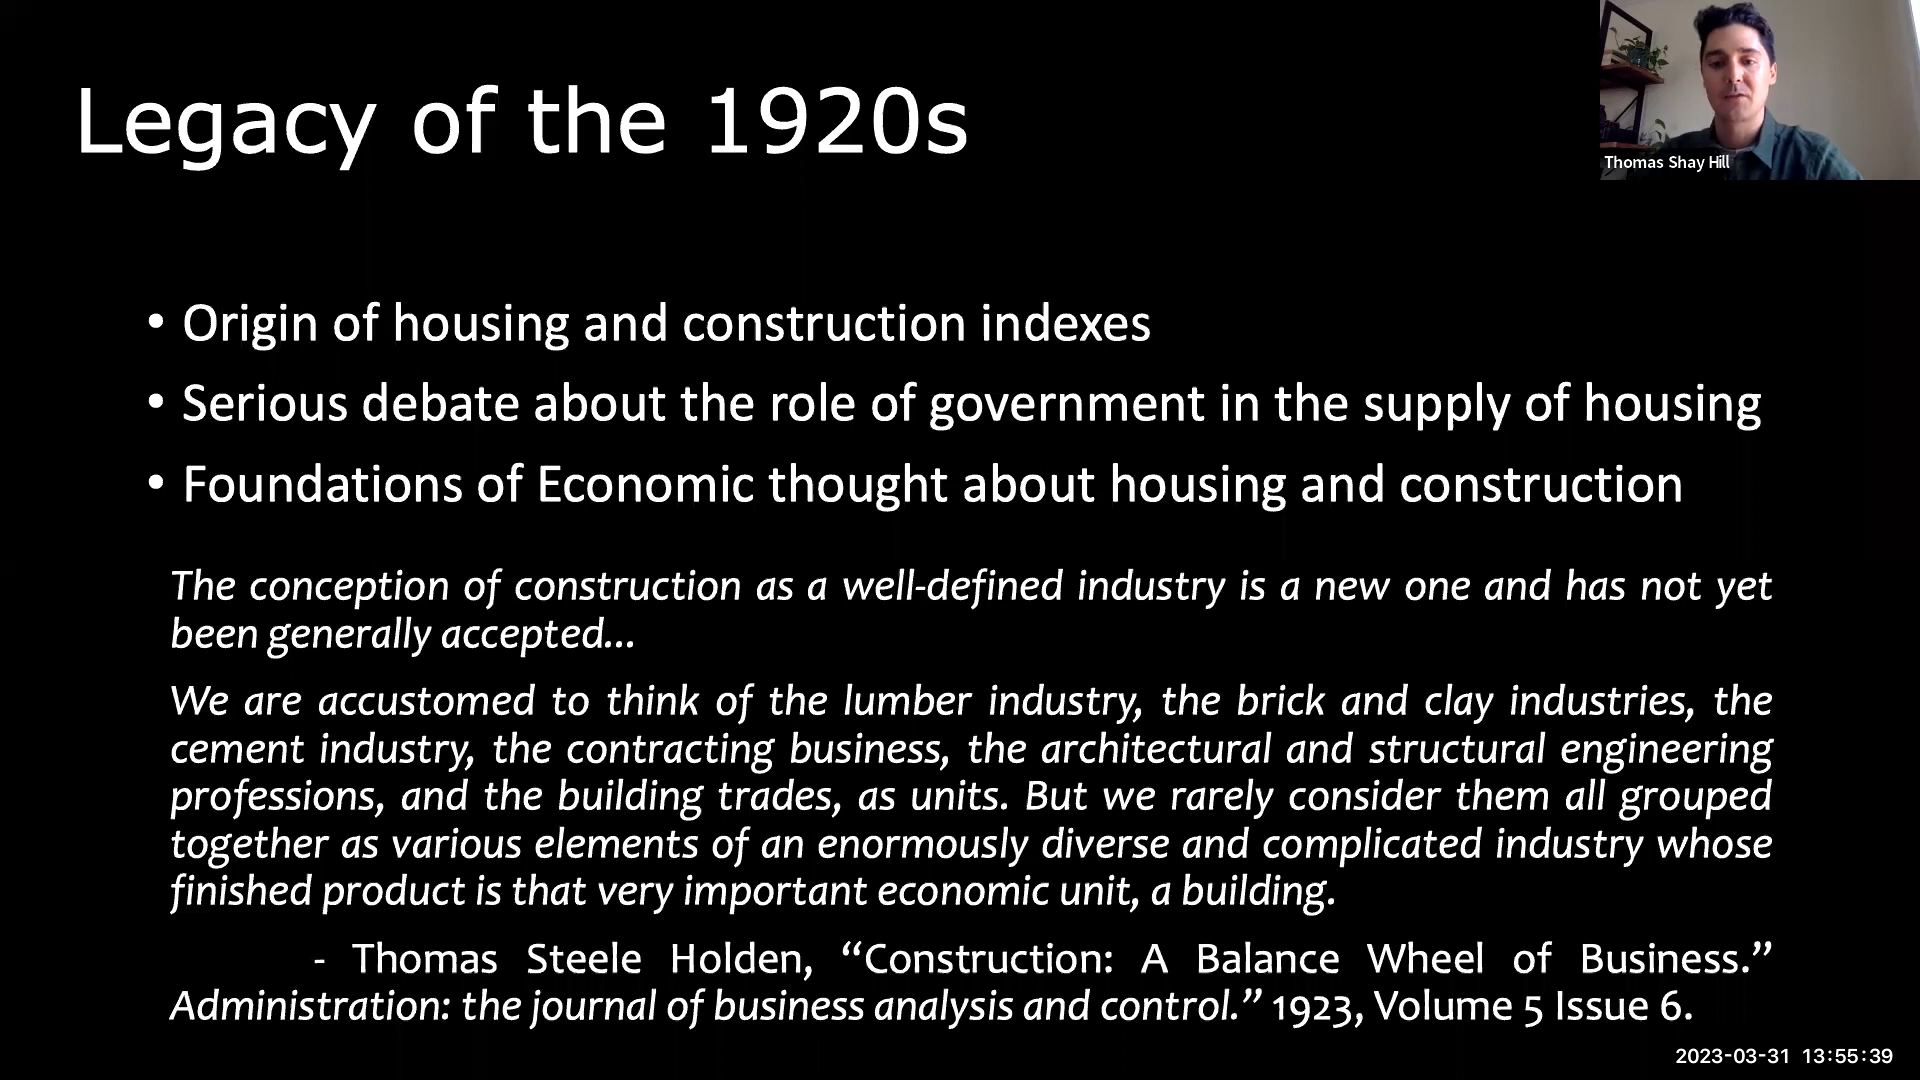 Legacy of the 1920s
Thomas Shay Hill
• Origin of housing and construction indexes
• Serious debate about the role of government in the supply of housing
• Foundations of Economic thought about housing and construction
The conception of construction as a well-defined industry is a new one and has not yet
been generally accepted...
We are accustomed to think of the lumber industry, the brick and clay industries, the
cement industry, the contracting business, the architectural and structural engineering
professions, and the building trades, as units. But we rarely consider them all grouped
together as various elements of an enormously diverse and complicated industry whose
finished product is that very important economic unit, a building.
- Thomas Steele Holden, “Construction: A Balance Wheel of Business.”
Administration: the journal of business analysis and control.” 1923, Volume 5 Issue 6.
2023-03-31 13:55:39